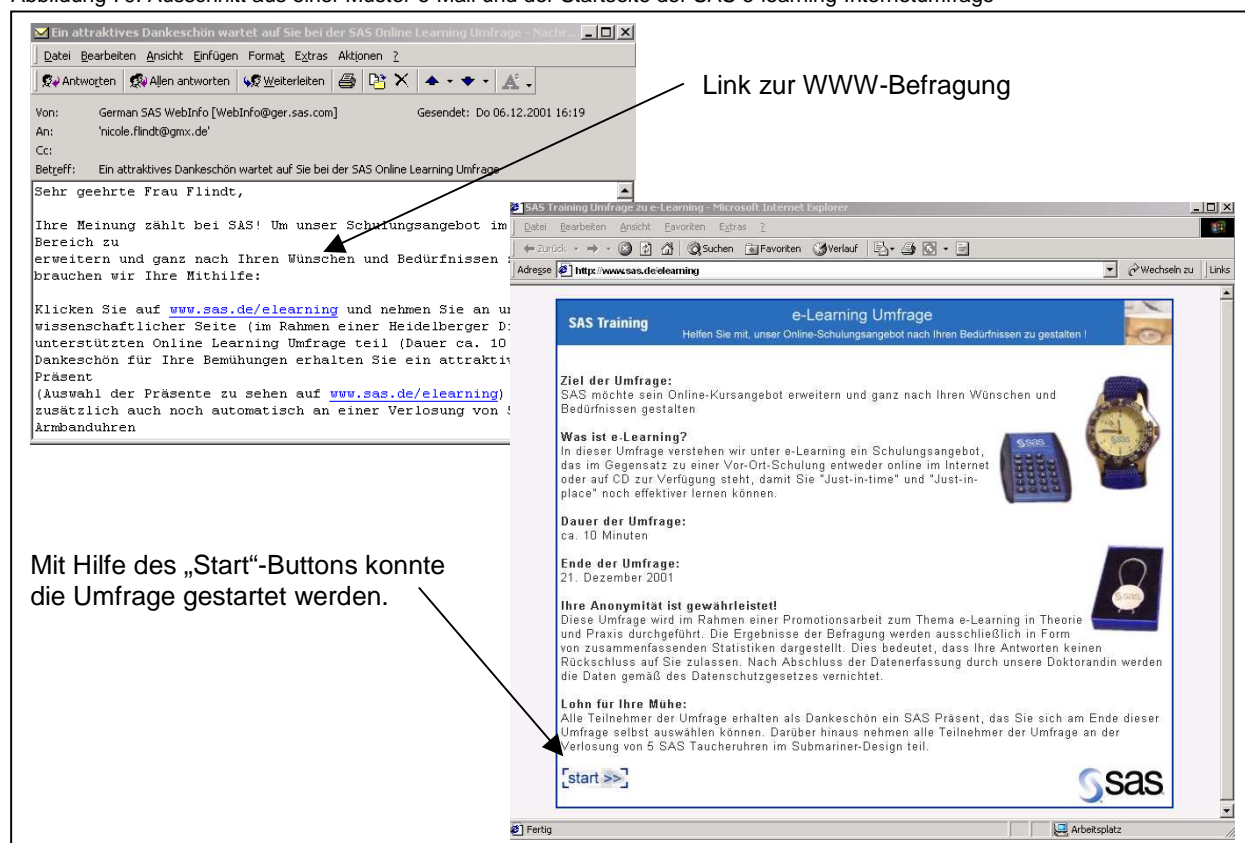 Ein attraktives Dankeschön wartet auf Sie bei der SAS Online Learning Umfrage - Nachr...
Datei Bearbeiten Ansicht Einfügen Format Extras Aktionen ?
Antworten Allen antworten Weiterleiten
Von: German SAS WebInfo [WebInfo@ger.sas.com] Gesendet: Do 06.12.2001 16:19
An: 'nicole.flindt@gmx.de'
Cc:
Betreff: Ein attraktives Dankeschön wartet auf Sie bei der SAS Online Learning Umfrage
Sehr geehrte Frau Flindt,
Ihre Meinung zählt bei SAS! Um unser Schulungsangebot im
Bereich zu
erweitern und ganz nach Ihren Wünschen und Bedürfnissen
brauchen wir Ihre Mithilfe:
Klicken Sie auf www.sas.de/elearning und nehmen Sie an
wissenschaftlicher Seite (im Rahmen einer Heidelberger
unterstützten Online Learning Umfrage teil (Dauer ca. 10
Dankeschön für Ihre Bemühungen erhalten Sie ein
Präsent
(Auswahl der Präsente zu sehen auf www.sas.de/elearning)
zusätzlich auch noch automatisch an einer Verlosung von
Armbanduhren
Link zur WWW-Befragung
SAS Training Umfrage zu e-Learning - Microsoft Internet Explorer
Datei Bearbeiten Ansicht Favoriten Extras ?
Zurück Suchen Favoriten Verlauf
Adresse http://www.sas.de/elearning Wechseln zu Links
SAS Training
e-Learning Umfrage
Helfen Sie mit, unser Online-Schulungsangebot nach Ihren Bedürfnissen zu gestalten !
Ziel der Umfrage:
SAS möchte sein Online-Kursangebot erweitern und ganz nach Ihren Wünschen und
Bedürfnissen gestalten
Was ist e-Learning?
In dieser Umfrage verstehen wir unter e-Learning ein Schulungsangebot,
das im Gegensatz zu einer Vor-Ort-Schulung entweder online im Internet
oder auf CD zur Verfügung steht, damit Sie "Just-in-time" und "Just-in-
place" noch effektiver lernen können.
Dauer der Umfrage:
ca. 10 Minuten
Ende der Umfrage:
21. Dezember 2001
Ihre Anonymität ist gewährleistet!
Diese Umfrage wird im Rahmen einer Promotionsarbeit zum Thema e-Learning in Theorie
und Praxis durchgeführt. Die Ergebnisse der Befragung werden ausschließlich in Form
von zusammenfassenden Statistiken dargestellt. Dies bedeutet, dass Ihre Antworten keinen
Rückschluss auf Sie zulassen. Nach Abschluss der Datenerfassung durch unsere Doktorandin werden
die Daten gemäß des Datenschutzgesetzes vernichtet.
Lohn für Ihre Mühe:
Alle Teilnehmer der Umfrage erhalten als Dankeschön ein SAS Präsent, das Sie sich am Ende dieser
Umfrage selbst auswählen können. Darüber hinaus nehmen alle Teilnehmer der Umfrage an der
Verlosung von 5 SAS Taucheruhren im Submariner-Design teil.
start >>
sas
Fertig Arbeitsplatz
Mit Hilfe des „Start“-Buttons konnte
die Umfrage gestartet werden.